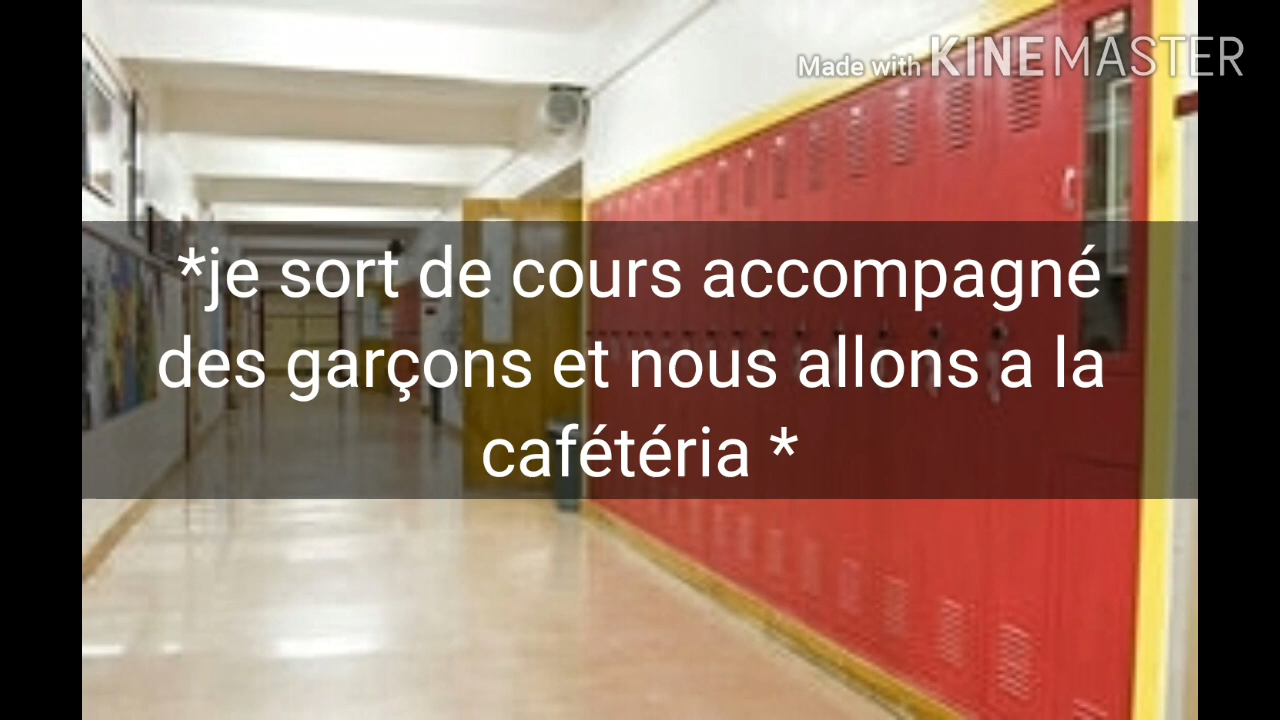 Made with KINEMASTER
*je sort de cours accompagné
des garçons et nous allons a la
cafétéria *